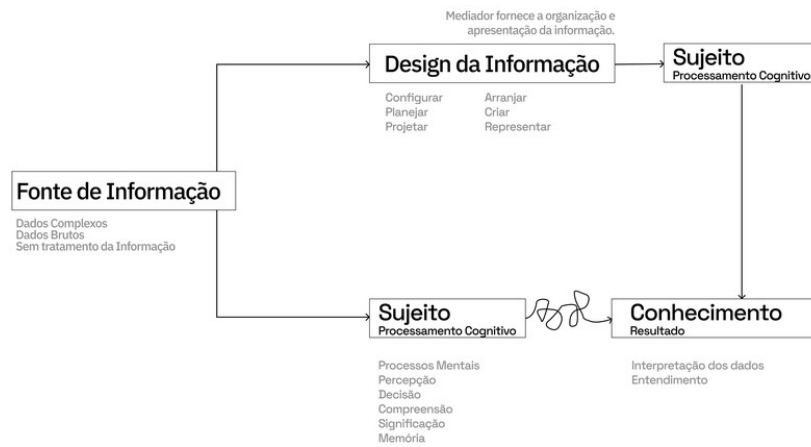 Mediador fornece a organização e
apresentação da informação.
Design da Informação
Sujeito
Processamento Cognitivo
Configurar
Planejar
Projetar
Arranjar
Criar
Representar
Fonte de Informação
Dados Complexos
Dados Brutos
Sem tratamento da Informação
Sujeito
Processamento Cognitivo
Conhecimento
Resultado
Processos Mentais
Percepção
Decisão
Compreensão
Significação
Memória
Interpretação dos dados
Entendimento